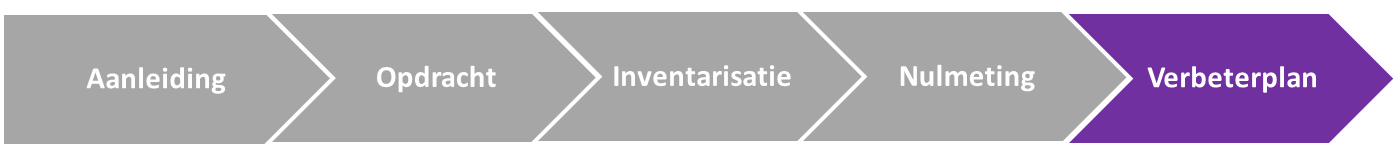 Aanleiding Opdracht Inventarisatie Nulmeting Verbeterplan